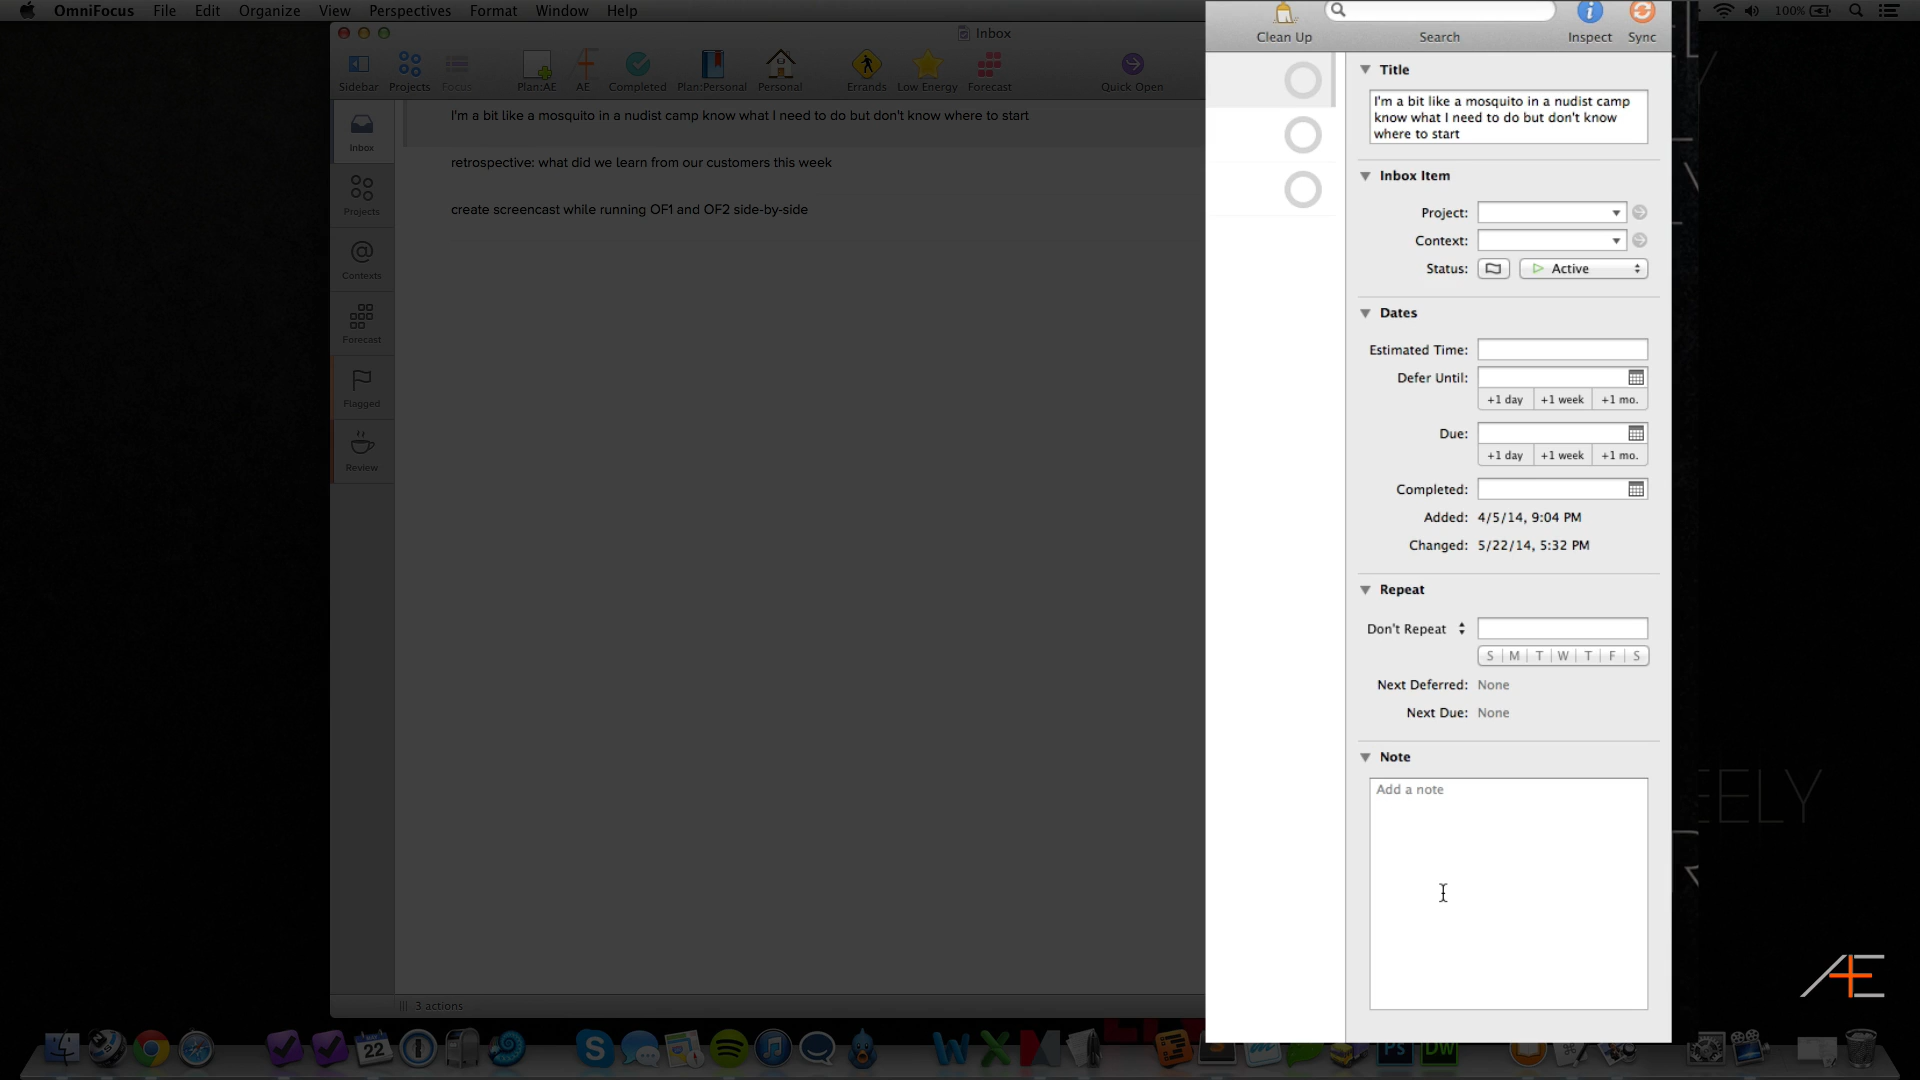 OmniFocus File Edit Organize View Perspectives Format Window Help
100%
Inbox
Sidebar Projects Focus Plan:AE AE Completed Plan:Personal Personal Errands Low Energy Forecast Quick Open
Clean Up Search Inspect Sync
Inbox
Projects
Contexts
Forecast
Flagged
Review
I'm a bit like a mosquito in a nudist camp know what I need to do but don't know where to start
retrospective: what did we learn from our customers this week
create screencast while running OF1 and OF2 side-by-side
3 actions
Title
I'm a bit like a mosquito in a nudist camp
know what I need to do but don't know
where to start
Inbox Item
Project:
Context:
Status: Active
Dates
Estimated Time:
Defer Until:
+1 day +1 week +1 mo.
Due:
+1 day +1 week +1 mo.
Completed:
Added: 4/5/14, 9:04 PM
Changed: 5/22/14, 5:32 PM
Repeat
Don't Repeat
S M T W T F S
Next Deferred: None
Next Due: None
Note
Add a note
EELY
AE
MAY
22
Ps
Dw